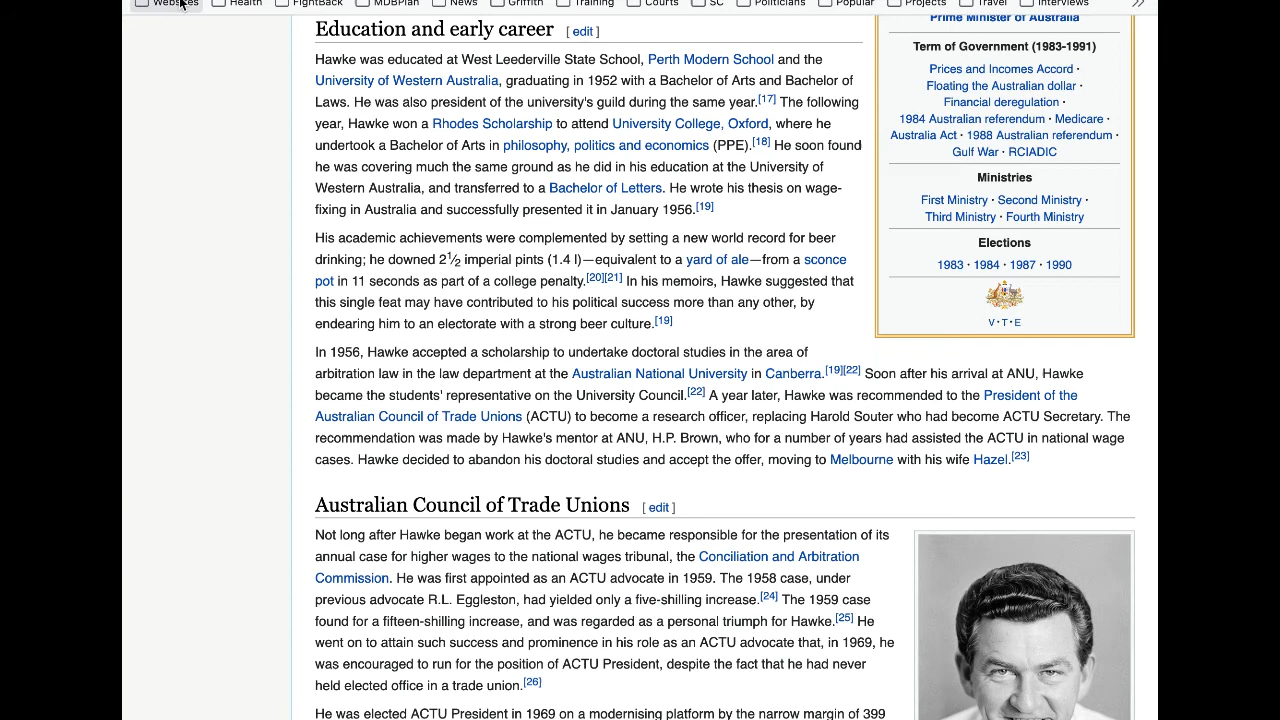 Websites Health FightBack MDBPlan News Griffith Training Courts SC Politicians Popular Projects Travel Interviews
Education and early career [ edit ]
Hawke was educated at West Leederville State School, Perth Modern School and the
University of Western Australia, graduating in 1952 with a Bachelor of Arts and Bachelor of
Laws. He was also president of the university's guild during the same year.[17] The following
year, Hawke won a Rhodes Scholarship to attend University College, Oxford, where he
undertook a Bachelor of Arts in philosophy, politics and economics (PPE).[18] He soon found
he was covering much the same ground as he did in his education at the University of
Western Australia, and transferred to a Bachelor of Letters. He wrote his thesis on wage-
fixing in Australia and successfully presented it in January 1956.[19]
His academic achievements were complemented by setting a new world record for beer
drinking; he downed 2½ imperial pints (1.4 l)—equivalent to a yard of ale—from a sconce
pot in 11 seconds as part of a college penalty.[20][21] In his memoirs, Hawke suggested that
this single feat may have contributed to his political success more than any other, by
endearing him to an electorate with a strong beer culture.[19]
In 1956, Hawke accepted a scholarship to undertake doctoral studies in the area of
arbitration law in the law department at the Australian National University in Canberra.[19][22] Soon after his arrival at ANU, Hawke
became the students' representative on the University Council.[22] A year later, Hawke was recommended to the President of the
Australian Council of Trade Unions (ACTU) to become a research officer, replacing Harold Souter who had become ACTU Secretary. The
recommendation was made by Hawke's mentor at ANU, H.P. Brown, who for a number of years had assisted the ACTU in national wage
cases. Hawke decided to abandon his doctoral studies and accept the offer, moving to Melbourne with his wife Hazel.[23]
Prime Minister of Australia
Term of Government (1983-1991)
Prices and Incomes Accord ·
Floating the Australian dollar ·
Financial deregulation ·
1984 Australian referendum · Medicare ·
Australia Act · 1988 Australian referendum ·
Gulf War · RCIADIC
Ministries
First Ministry · Second Ministry ·
Third Ministry · Fourth Ministry
Elections
1983 · 1984 · 1987 · 1990
V · T · E
Australian Council of Trade Unions [ edit ]
Not long after Hawke began work at the ACTU, he became responsible for the presentation of its
annual case for higher wages to the national wages tribunal, the Conciliation and Arbitration
Commission. He was first appointed as an ACTU advocate in 1959. The 1958 case, under
previous advocate R.L. Eggleston, had yielded only a five-shilling increase.[24] The 1959 case
found for a fifteen-shilling increase, and was regarded as a personal triumph for Hawke.[25] He
went on to attain such success and prominence in his role as an ACTU advocate that, in 1969, he
was encouraged to run for the position of ACTU President, despite the fact that he had never
held elected office in a trade union.[26]
He was elected ACTU President in 1969 on a modernising platform by the narrow margin of 399